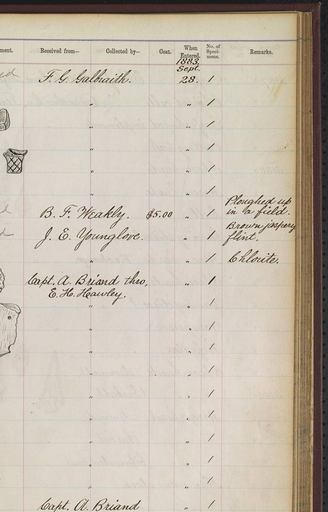 ment. Received from— Collected by— Cost. When Entered. No. of Speci- mens. Remarks.
1883
Sept.
F. G. Galbraith. 28. 1
" " 1
" " 1
" " 1
" " 1
" " 1
Ploughed up
B. F. Weakly. $5.00 " 1 in a field.
Brown jaspery
J. E. Younglove. " 1 flint.
" " 1 Chlorite.
Capt. A Briand thro, " 1
E. H. Hawley. " 1
" " 1
" " 1
" " 1
" " 1
" " 1
" " 1
" " 1
" " 1
Capt. A. Briand " 1